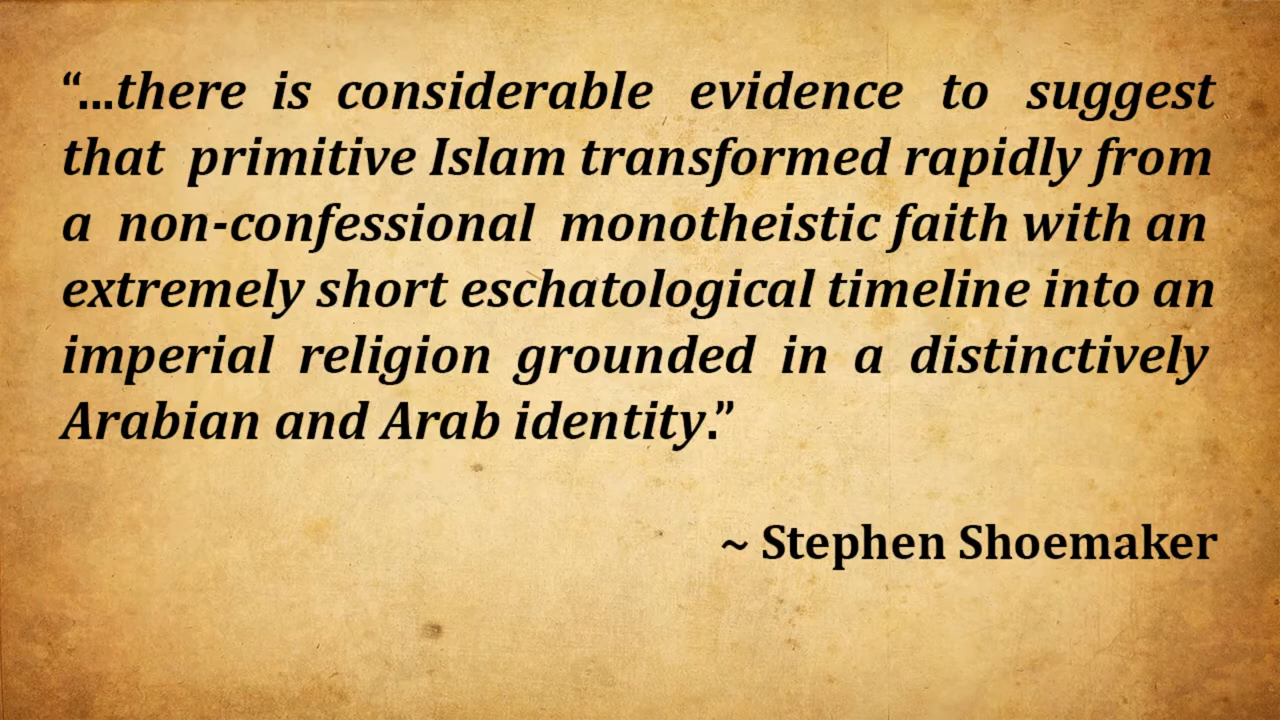 “...there is considerable evidence to suggest
that primitive Islam transformed rapidly from
a non-confessional monotheistic faith with an
extremely short eschatological timeline into an
imperial religion grounded in a distinctively
Arabian and Arab identity.”
~ Stephen Shoemaker